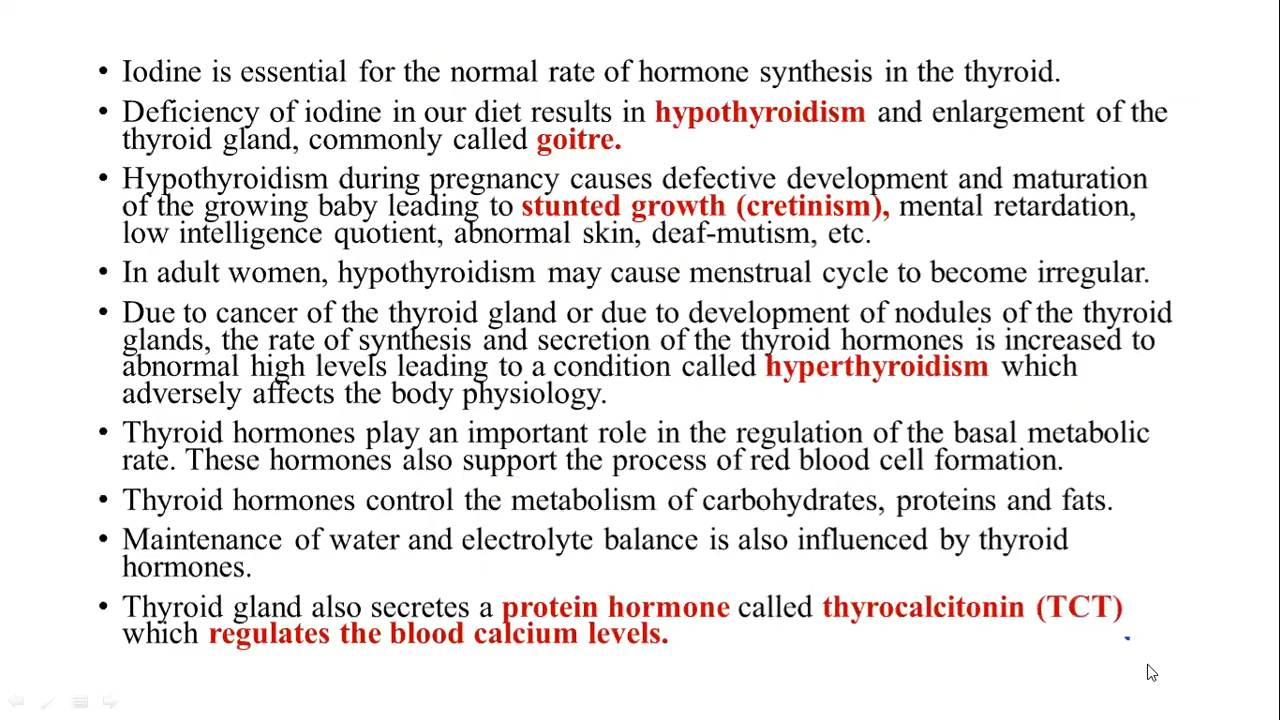 • Iodine is essential for the normal rate of hormone synthesis in the thyroid.
• Deficiency of iodine in our diet results in hypothyroidism and enlargement of the
thyroid gland, commonly called goitre.
• Hypothyroidism during pregnancy causes defective development and maturation
of the growing baby leading to stunted growth (cretinism), mental retardation,
low intelligence quotient, abnormal skin, deaf-mutism, etc.
• In adult women, hypothyroidism may cause menstrual cycle to become irregular.
• Due to cancer of the thyroid gland or due to development of nodules of the thyroid
glands, the rate of synthesis and secretion of the thyroid hormones is increased to
abnormal high levels leading to a condition called hyperthyroidism which
adversely affects the body physiology.
• Thyroid hormones play an important role in the regulation of the basal metabolic
rate. These hormones also support the process of red blood cell formation.
• Thyroid hormones control the metabolism of carbohydrates, proteins and fats.
• Maintenance of water and electrolyte balance is also influenced by thyroid
hormones.
• Thyroid gland also secretes a protein hormone called thyrocalcitonin (TCT)
which regulates the blood calcium levels.